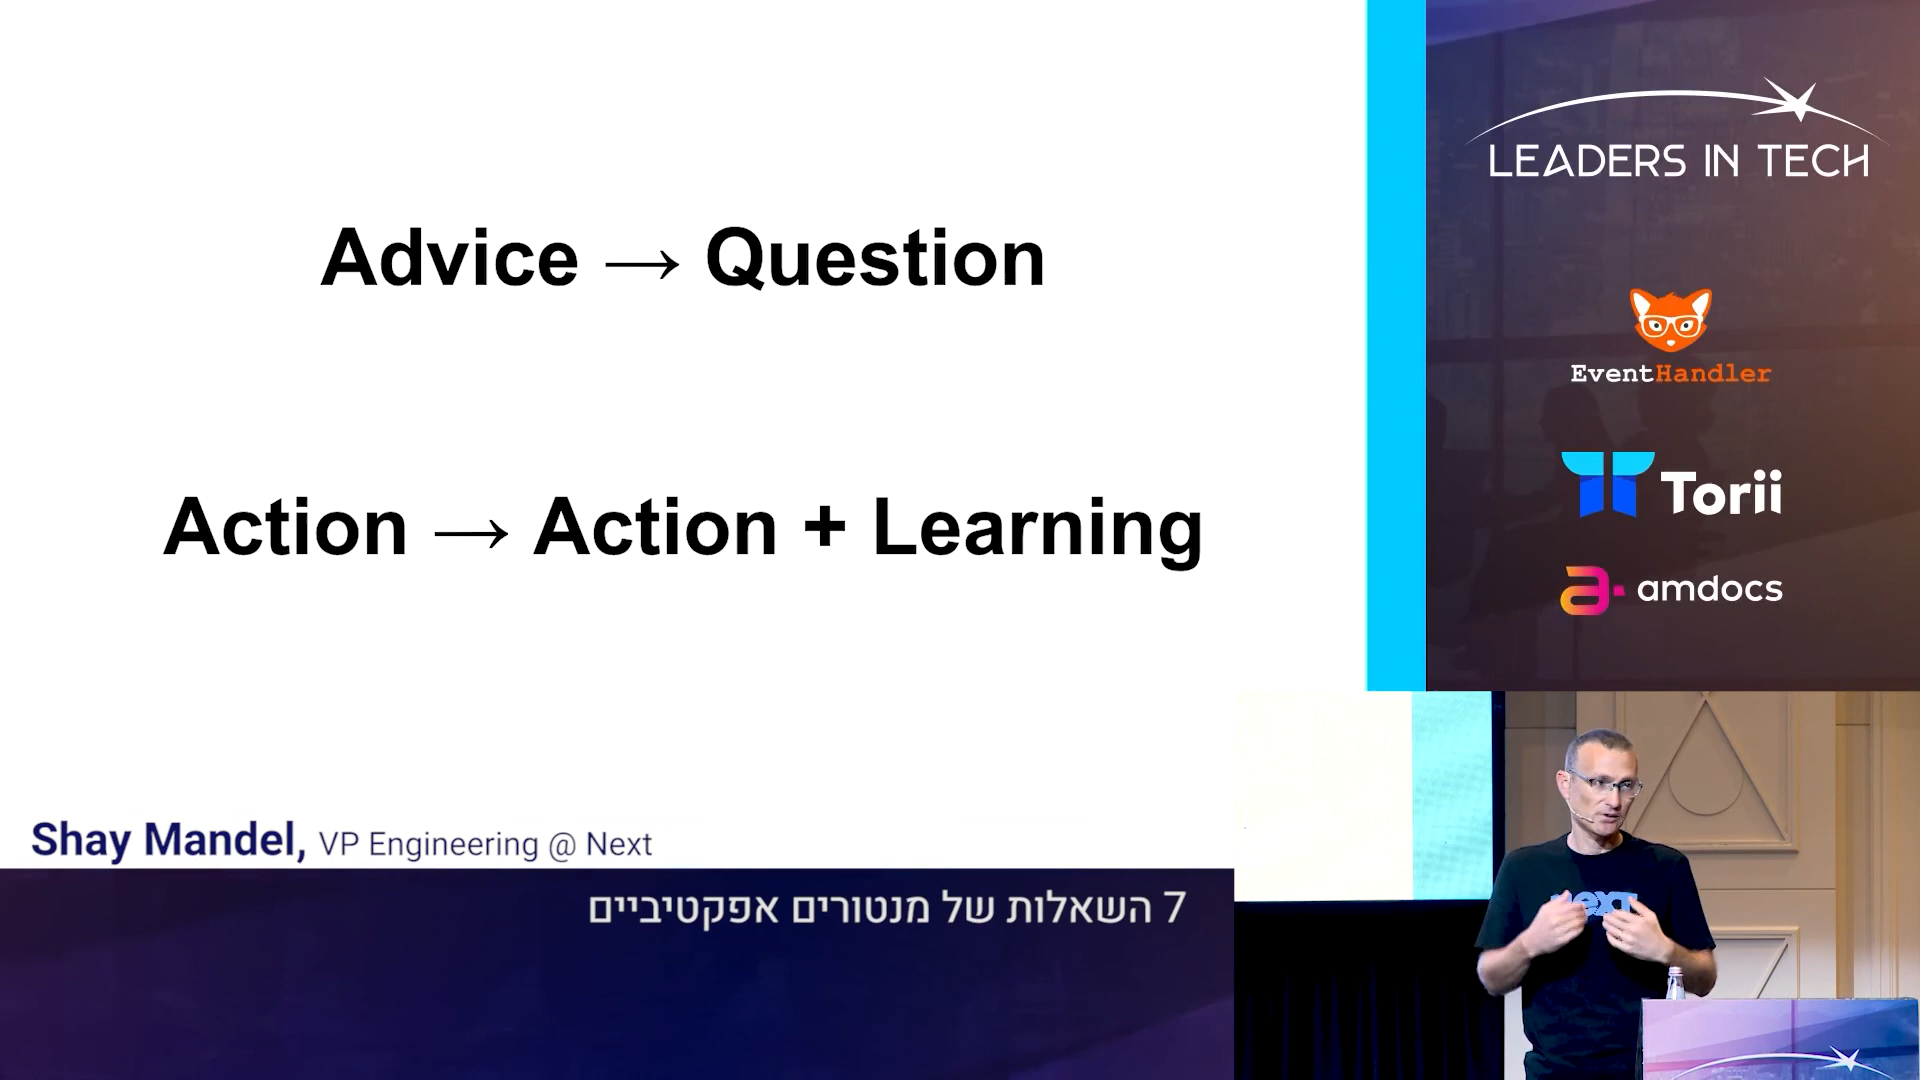 Advice → Question
Action → Action + Learning
Shay Mandel, VP Engineering @ Next
7 השאלות של מנטורים אפקטיביים
LEADERS IN TECH
EventHandler
Torii
amdocs
next